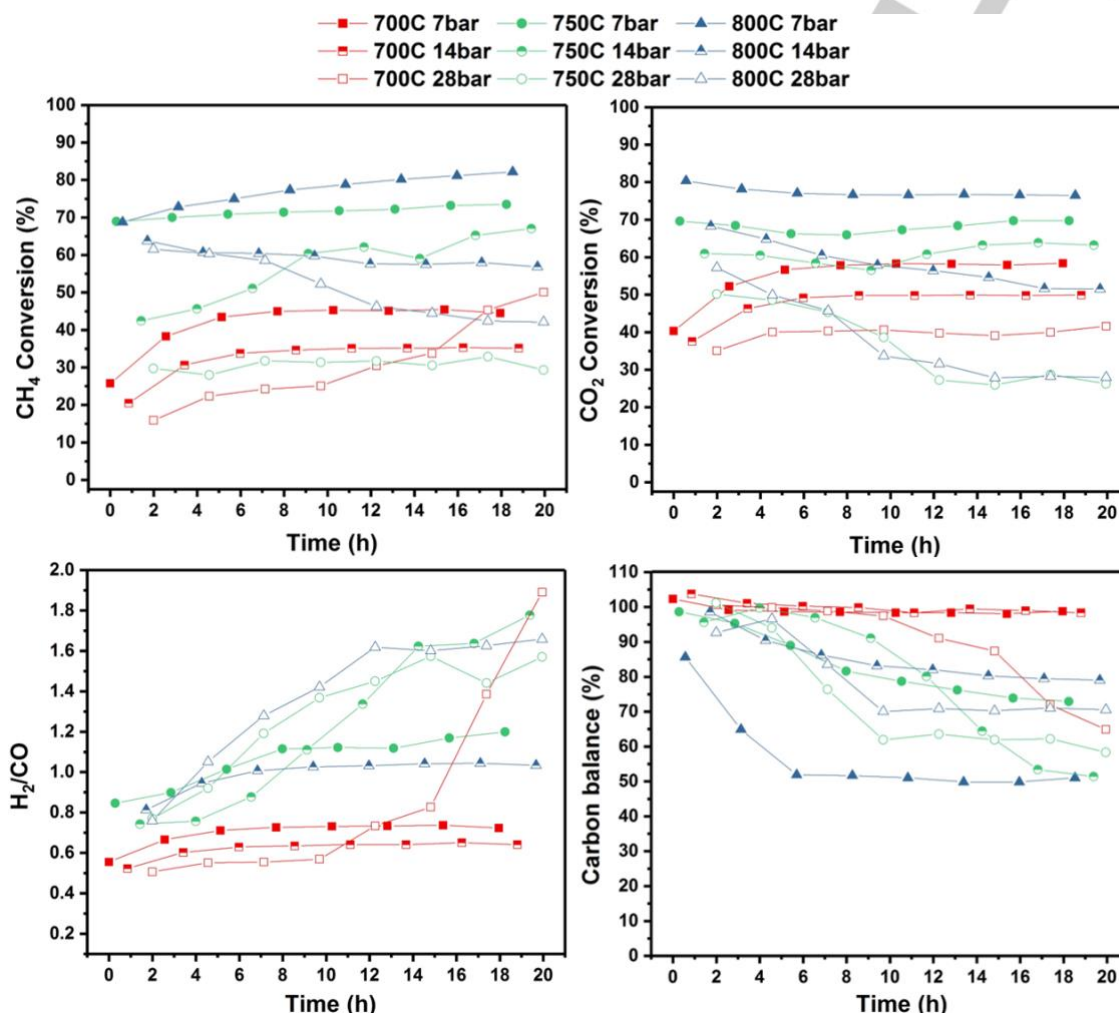 700C 7bar 750C 7bar 800C 7bar
700C 14bar 750C 14bar 800C 14bar
700C 28bar 750C 28bar 800C 28bar
CH₄ Conversion (%)
100
90
80
70
60
50
40
30
20
10
0
0 2 4 6 8 10 12 14 16 18 20
Time (h)
CO₂ Conversion (%)
100
90
80
70
60
50
40
30
20
10
0
0 2 4 6 8 10 12 14 16 18 20
Time (h)
H₂/CO
2.0
1.8
1.6
1.4
1.2
1.0
0.8
0.6
0.4
0.2
0 2 4 6 8 10 12 14 16 18 20
Time (h)
Carbon balance (%)
110
100
90
80
70
60
50
40
30
20
10
0
0 2 4 6 8 10 12 14 16 18 20
Time (h)